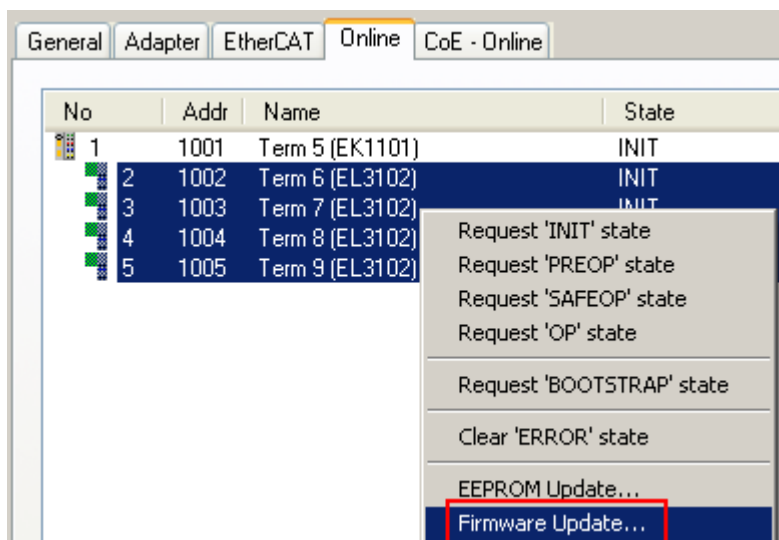 General Adapter EtherCAT Online CoE - Online
No Addr Name State
1 1001 Term 5 (EK1101) INIT
2 1002 Term 6 (EL3102) INIT
3 1003 Term 7 (EL3102) INIT
4 1004 Term 8 (EL3102)
5 1005 Term 9 (EL3102)
Request 'INIT' state
Request 'PREOP' state
Request 'SAFEOP' state
Request 'OP' state
Request 'BOOTSTRAP' state
Clear 'ERROR' state
EEPROM Update...
Firmware Update...